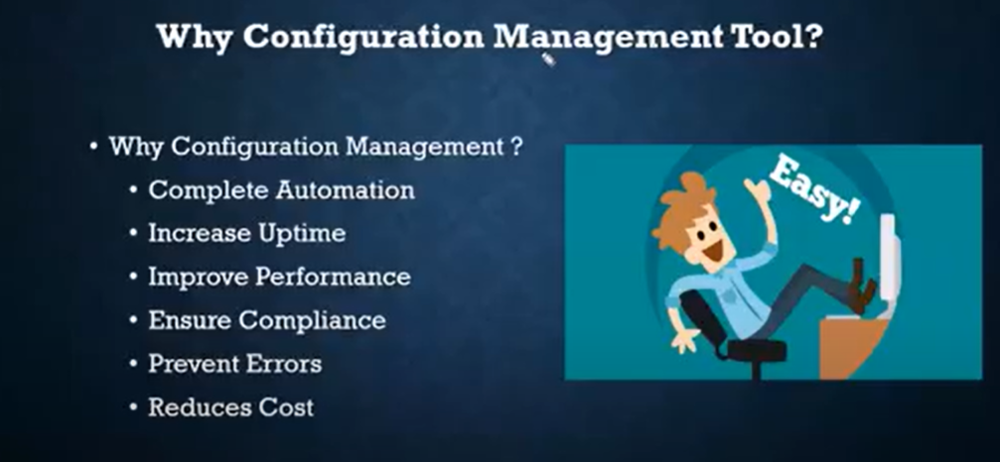 Why Configuration Management Tool?
• Why Configuration Management ?
• Complete Automation
• Increase Uptime
• Improve Performance
• Ensure Compliance
• Prevent Errors
• Reduces Cost
Easy!